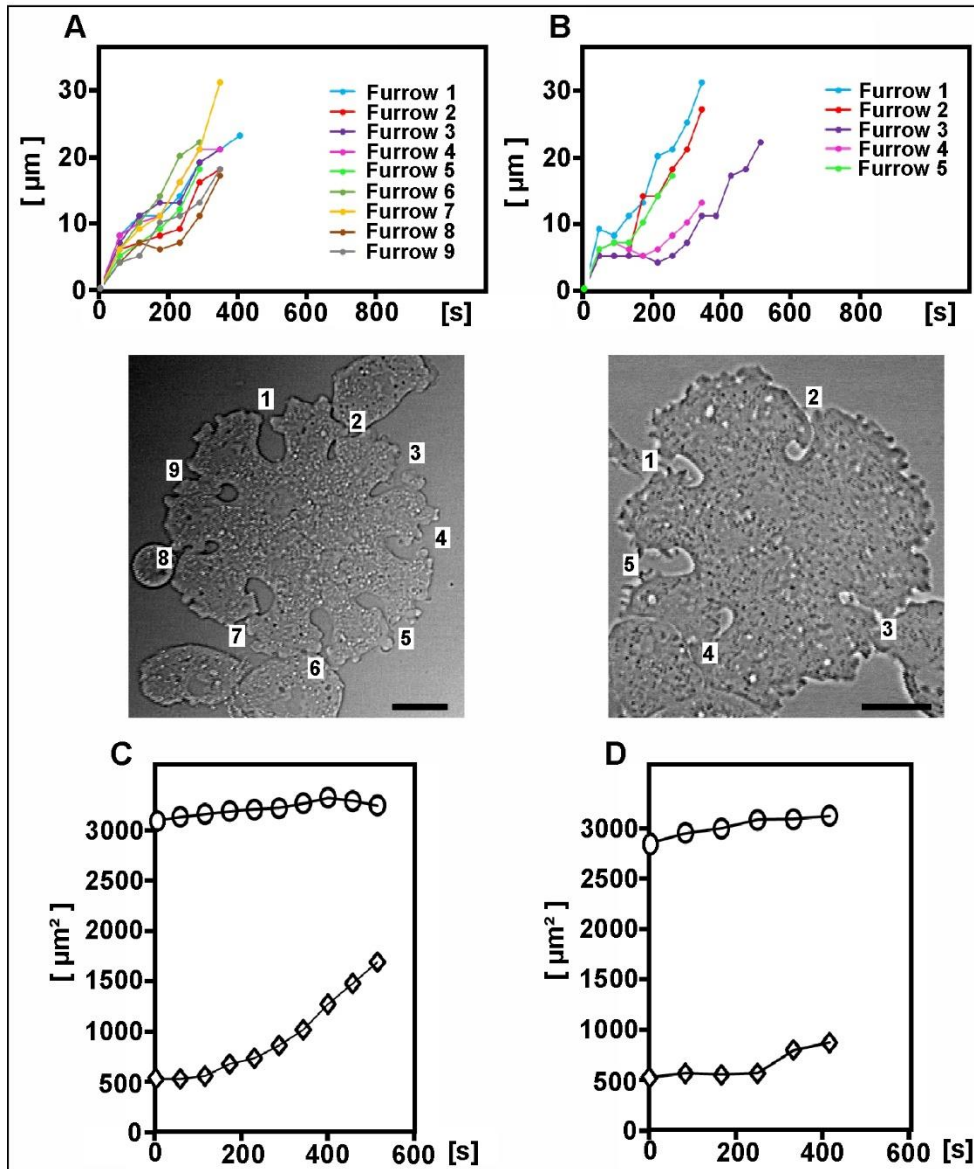 A
[ µm ]
30
20
10
0
0
200
400
600
800
[s]
Furrow 1
Furrow 2
Furrow 3
Furrow 4
Furrow 5
Furrow 6
Furrow 7
Furrow 8
Furrow 9
B
[ µm ]
30
20
10
0
0
200
400
600
800
[s]
Furrow 1
Furrow 2
Furrow 3
Furrow 4
Furrow 5
1
2
3
4
5
6
7
8
9
1
2
3
4
5
C
[ µm² ]
3000
2500
2000
1500
1000
500
0
0
200
400
600
[s]
D
[ µm² ]
3000
2500
2000
1500
1000
500
0
0
200
400
600
[s]